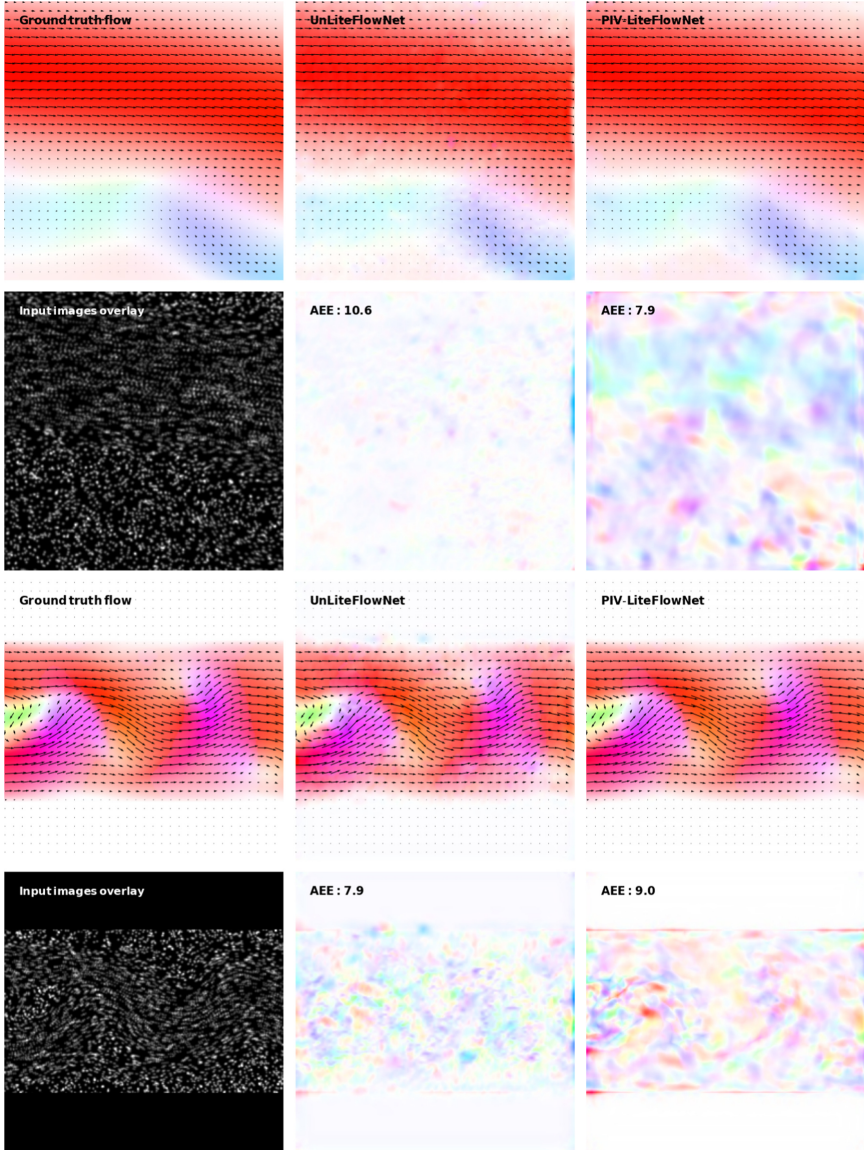 Ground truth flow
UnLiteFlowNet
PIV-LiteFlowNet
Input images overlay
AEE : 10.6
AEE : 7.9
Ground truth flow
UnLiteFlowNet
PIV-LiteFlowNet
Input images overlay
AEE : 7.9
AEE : 9.0